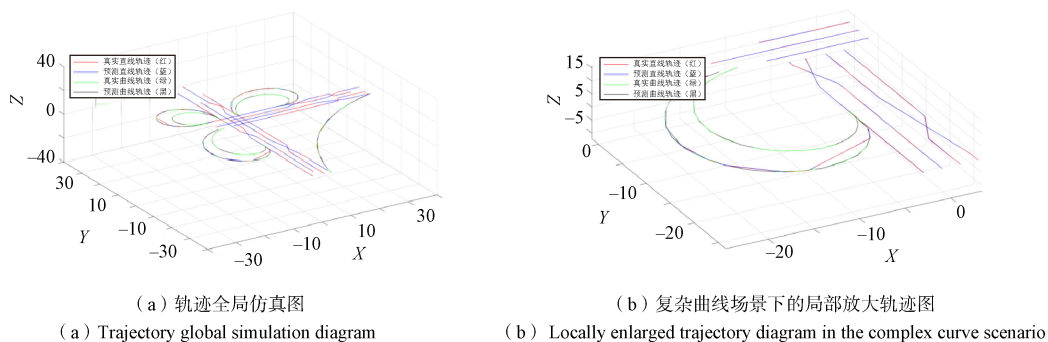 40
0
−40
Z
30
10
−10
−30
Y
−30
−10
10
30
X
真实直线轨迹（红）
预测直线轨迹（蓝）
真实曲线轨迹（绿）
预测曲线轨迹（黑）
15
5
−5
Z
0
−10
−20
Y
−20
−10
0
X
真实直线轨迹（红）
预测直线轨迹（蓝）
真实曲线轨迹（绿）
预测曲线轨迹（黑）
（a）轨迹全局仿真图
（a）Trajectory global simulation diagram
（b）复杂曲线场景下的局部放大轨迹图
（b） Locally enlarged trajectory diagram in the complex curve scenario